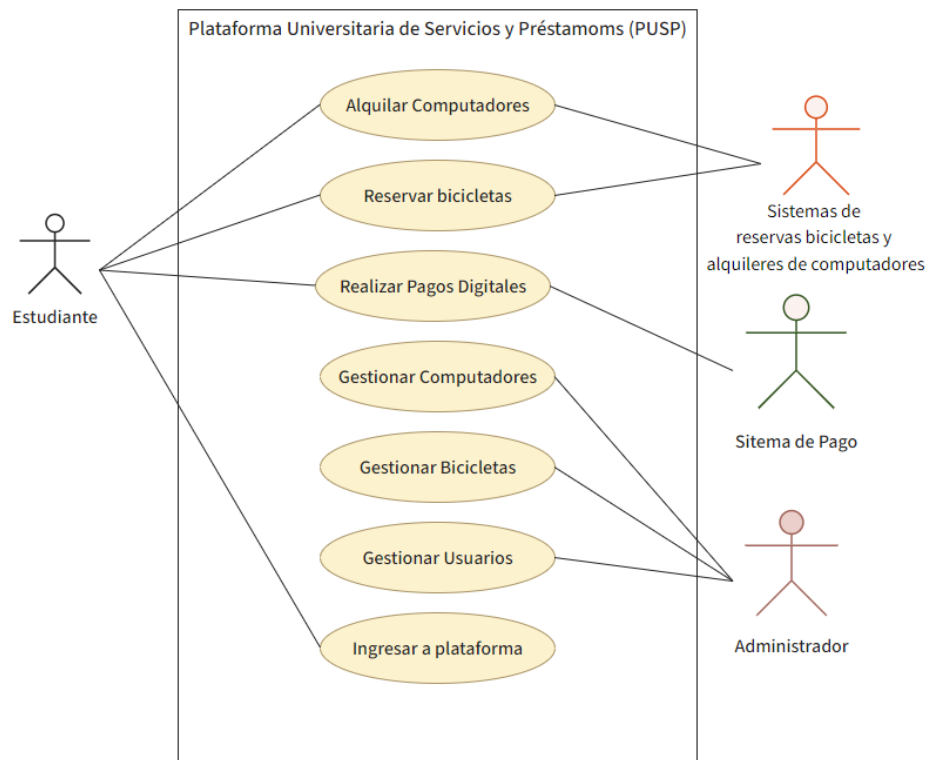 Plataforma Universitaria de Servicios y Préstamoms (PUSP)
Alquilar Computadores
Reservar bicicletas
Realizar Pagos Digitales
Gestionar Computadores
Gestionar Bicicletas
Gestionar Usuarios
Ingresar a plataforma
Estudiante
Sistemas de
reservas bicicletas y
alquileres de computadores
Sitema de Pago
Administrador